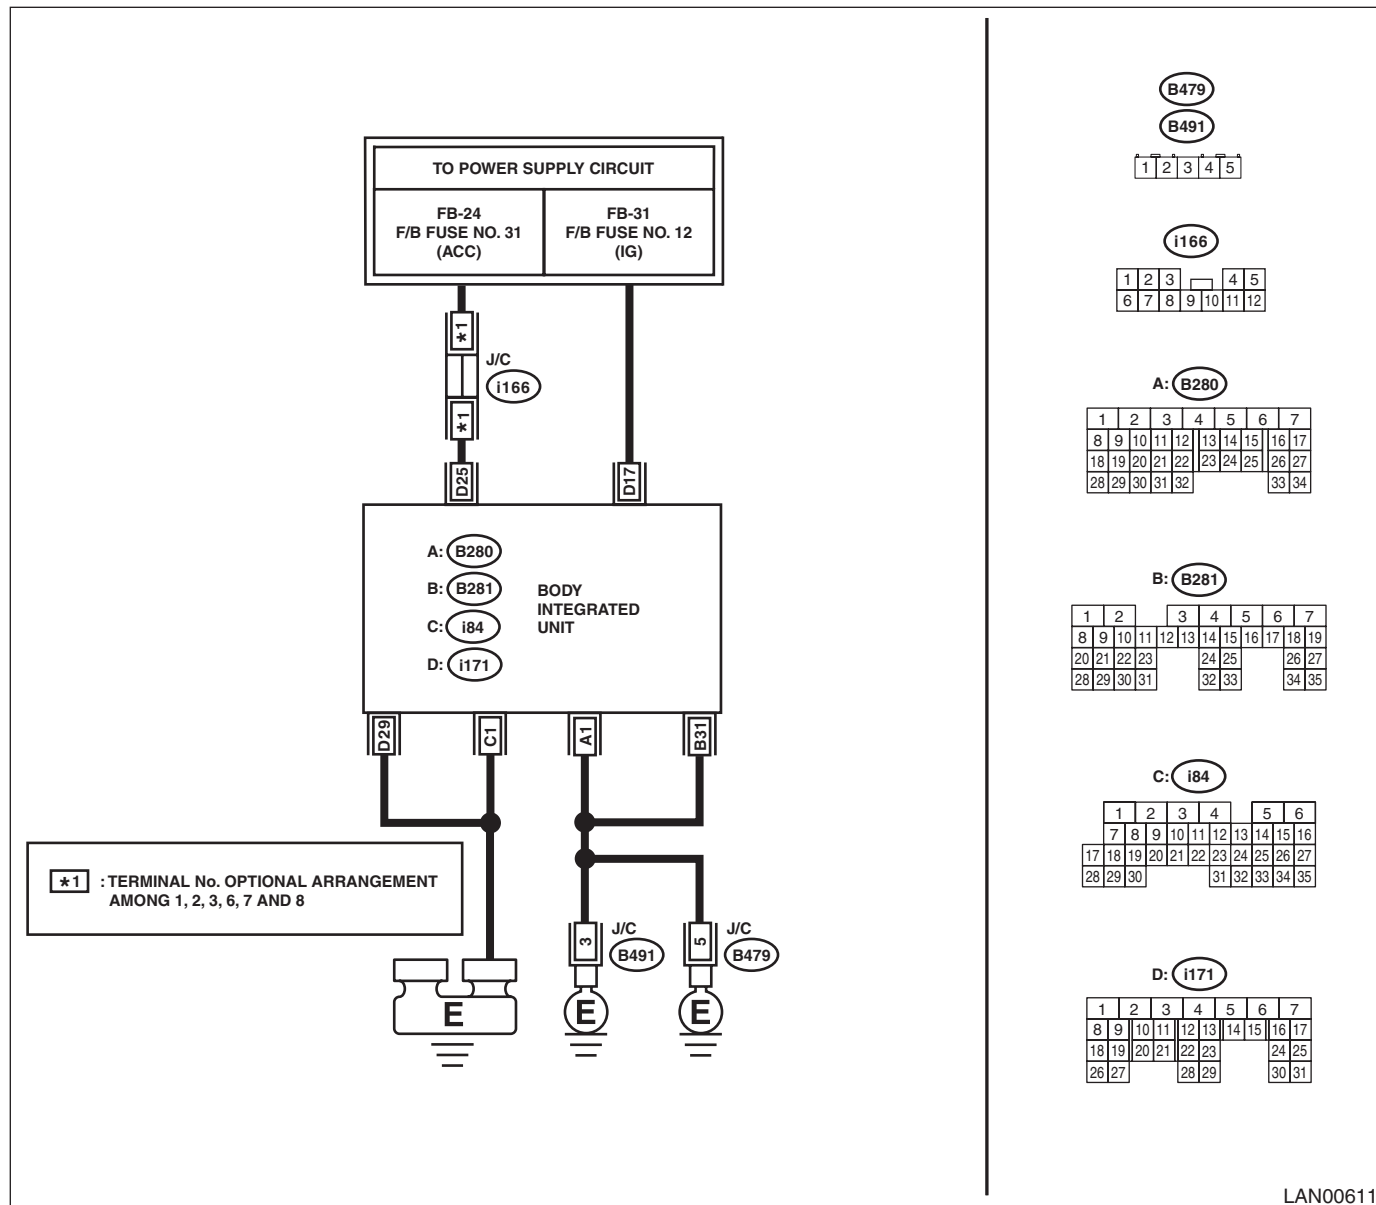 TO POWER SUPPLY CIRCUIT
FB-24
F/B FUSE NO. 31
(ACC)
FB-31
F/B FUSE NO. 12
(IG)
*1
J/C
i166
*1
D25
D17
A: B280
B: B281
C: i84
D: i171
BODY
INTEGRATED
UNIT
D29
C1
A1
B31
*1 : TERMINAL No. OPTIONAL ARRANGEMENT
AMONG 1, 2, 3, 6, 7 AND 8
3
J/C
B491
5
J/C
B479
E
E
E
B479
B491
1 2 3 4 5
i166
1 2 3 4 5
6 7 8 9 10 11 12
A: B280
1 2 3 4 5 6 7
8 9 10 11 12 13 14 15 16 17
18 19 20 21 22 23 24 25 26 27
28 29 30 31 32 33 34
B: B281
1 2 3 4 5 6 7
8 9 10 11 12 13 14 15 16 17 18 19
20 21 22 23 24 25 26 27
28 29 30 31 32 33 34 35
C: i84
1 2 3 4 5 6
7 8 9 10 11 12 13 14 15 16
17 18 19 20 21 22 23 24 25 26 27
28 29 30 31 32 33 34 35
D: i171
1 2 3 4 5 6 7
8 9 10 11 12 13 14 15 16 17
18 19 20 21 22 23 24 25
26 27 28 29 30 31
LAN00611